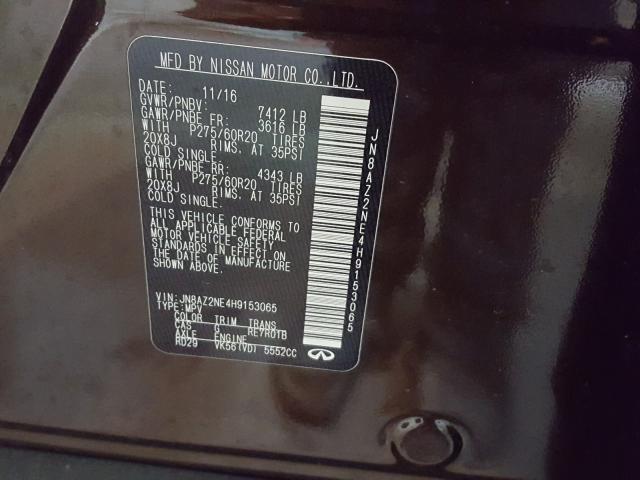 MFD BY NISSAN MOTOR CO.,LTD.
DATE: 11/16
GVWR/PNBV: 7412 LB
GAWR/PNBE FR: 3616 LB
WITH P275/60R20 TIRES
20X8J RIMS, AT 35PSI
COLD SINGLE.
GAWR/PNBE RR: 4343 LB
WITH P275/60R20 TIRES
20X8J RIMS, AT 35PSI
COLD SINGLE.
THIS VEHICLE CONFORMS TO
ALL APPLICABLE FEDERAL
MOTOR VEHICLE SAFETY
STANDARDS IN EFFECT ON
THE DATE OF MANUFACTURE
SHOWN ABOVE.
VIN: JN8AZ2NE4H9153065
TYPE: MPV
COLOR TRIM TRANS
CAS G RE7R01B
AXLE ENGINE
RD29 VK56(VD) 5552CC
JN8AZ2NE4H9153065
INFINITI